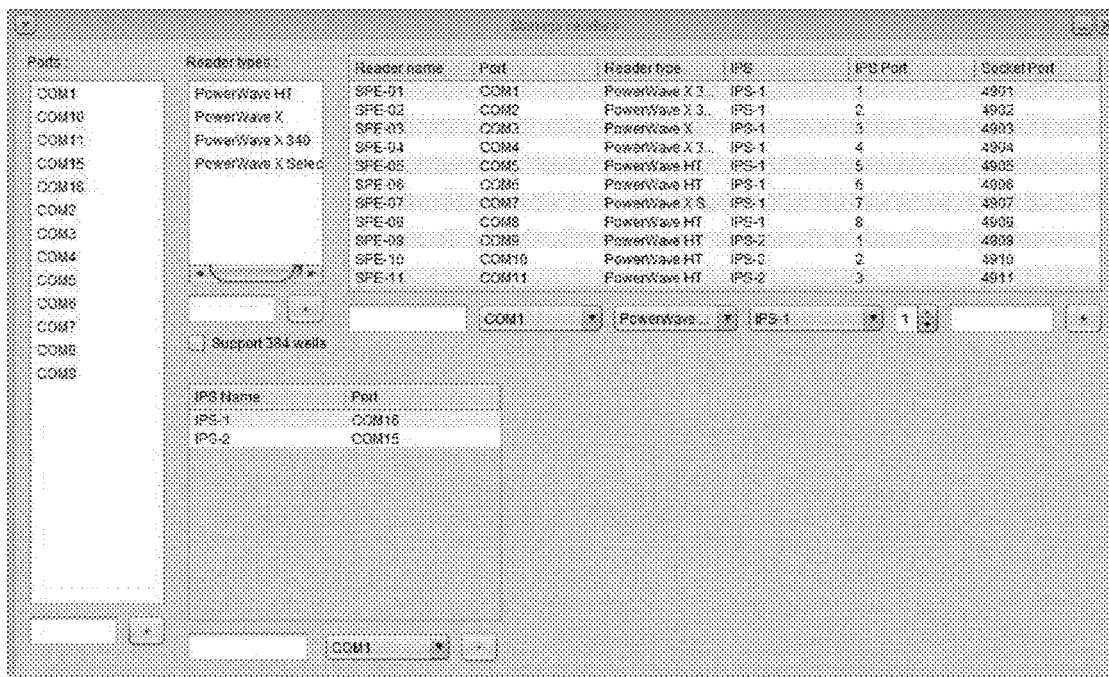 Ports :
COM1
COM10
COM11
COM15
COM16
COM2
COM3
COM4
COM5
COM6
COM7
COM8
COM9
Reader types :
PowerWave HT
PowerWave X
PowerWave X 340
PowerWave X Selec
Support 384 wells
Reader name Port Reader type IPS IPS Port Socket Port
SPE-01 COM1 PowerWave X 3... IPS-1 1 4901
SPE-02 COM2 PowerWave X 3... IPS-1 2 4902
SPE-03 COM3 PowerWave X IPS-1 3 4903
SPE-04 COM4 PowerWave X 3... IPS-1 4 4904
SPE-05 COM5 PowerWave HT IPS-1 5 4905
SPE-06 COM6 PowerWave HT IPS-1 6 4906
SPE-07 COM7 PowerWave X S... IPS-1 7 4907
SPE-08 COM8 PowerWave HT IPS-1 8 4908
SPE-09 COM9 PowerWave HT IPS-2 1 4909
SPE-10 COM10 PowerWave HT IPS-2 2 4910
SPE-11 COM11 PowerWave HT IPS-2 3 4911
COM1 PowerWave ... IPS-1 1
IPS Name Port
IPS-1 COM16
IPS-2 COM15
COM1